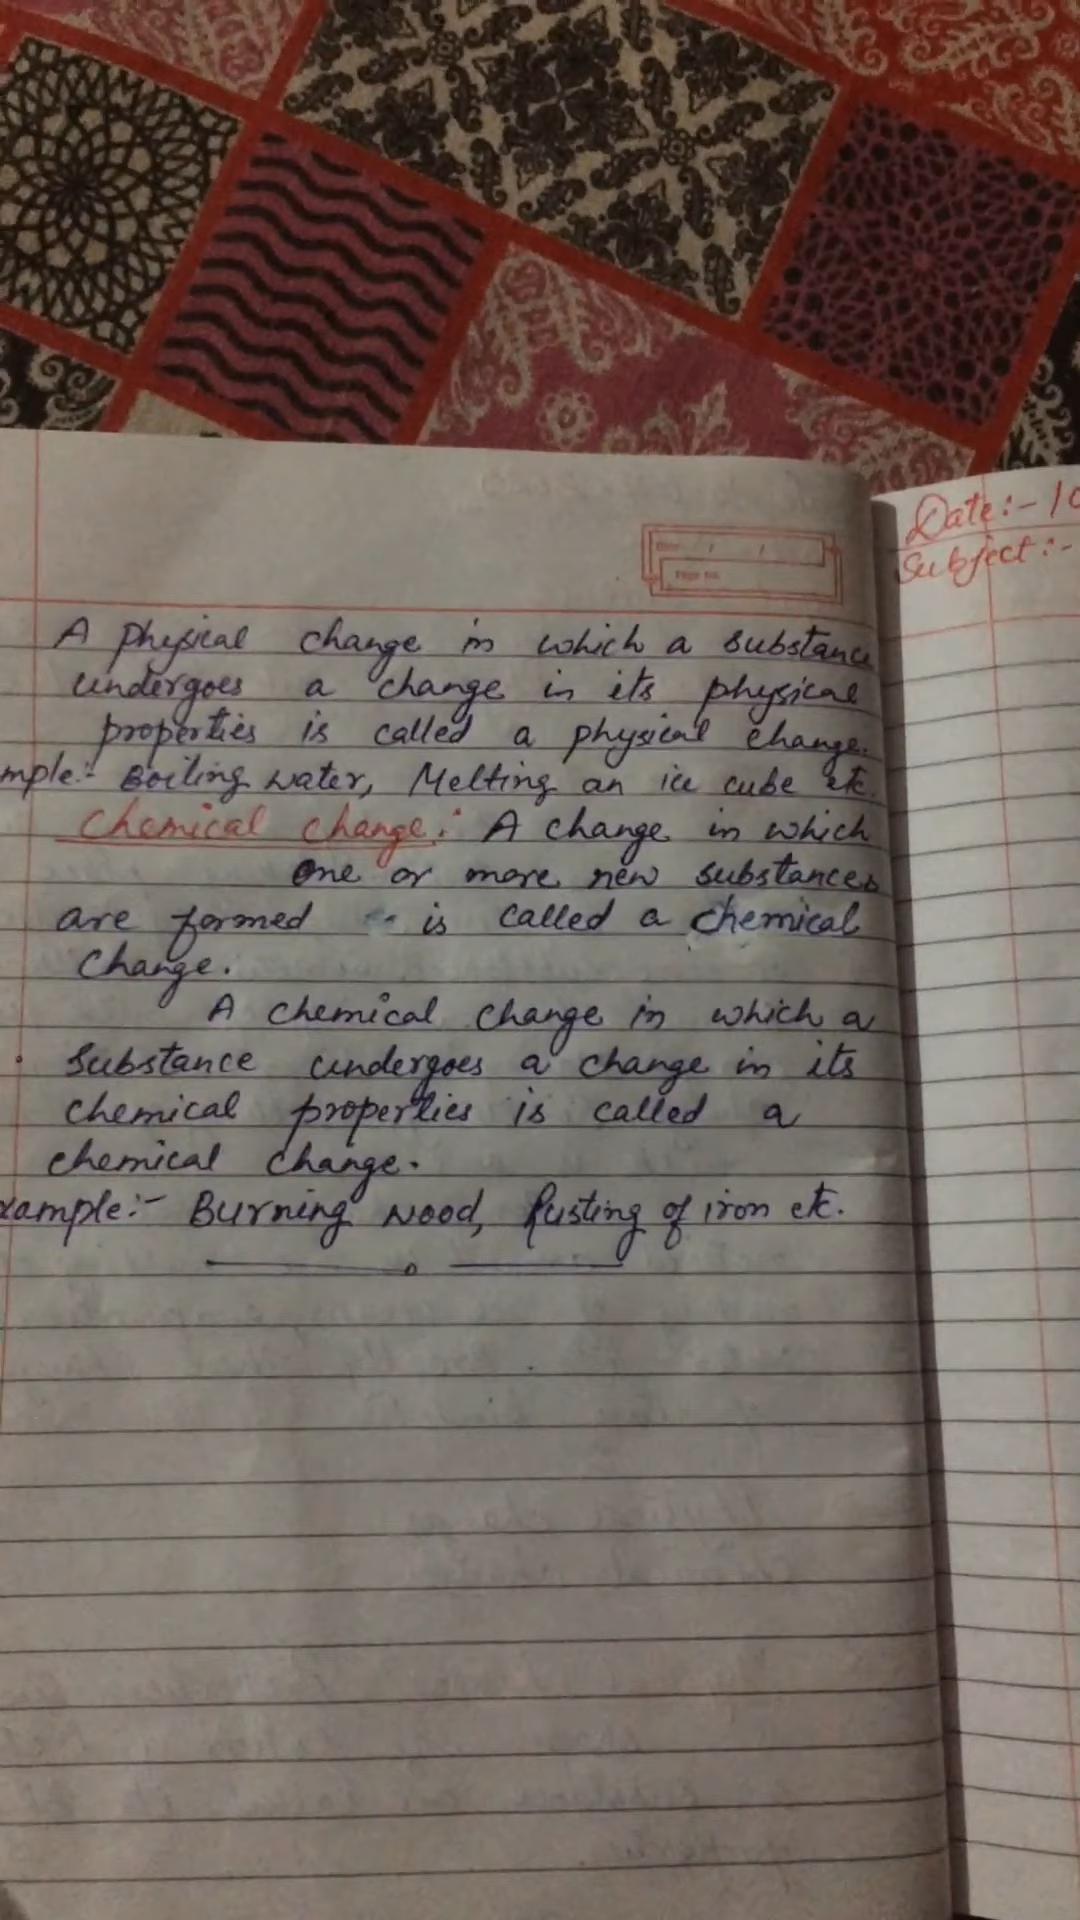 Date:- 10
Subject:-
Page No.
A physical change in which a substance
undergoes a change in its physical
properties is called a physical change.
mple:- Boiling water, Melting an ice cube etc.
Chemical change:- A change in which
one or more new substances
are formed is called a chemical
change.
A chemical change in which a
substance undergoes a change in its
chemical properties is called a
chemical change.
xample:- Burning wood, Rusting of iron etc.